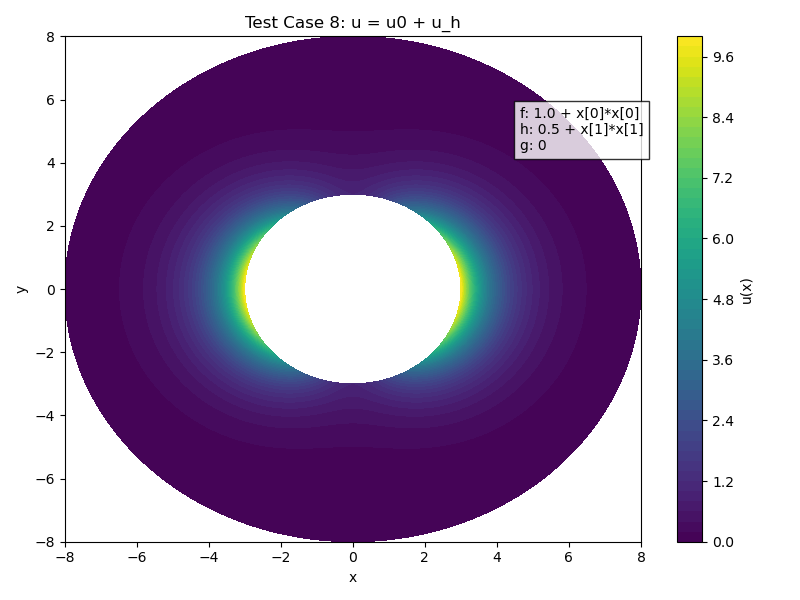 Test Case 8: u = u0 + u_h
8
6
4
2
0
−2
−4
−6
−8
y
f: 1.0 + x[0]*x[0]
h: 0.5 + x[1]*x[1]
g: 0
−8 −6 −4 −2 0 2 4 6 8
x
9.6
8.4
7.2
6.0
4.8
3.6
2.4
1.2
0.0
u(x)